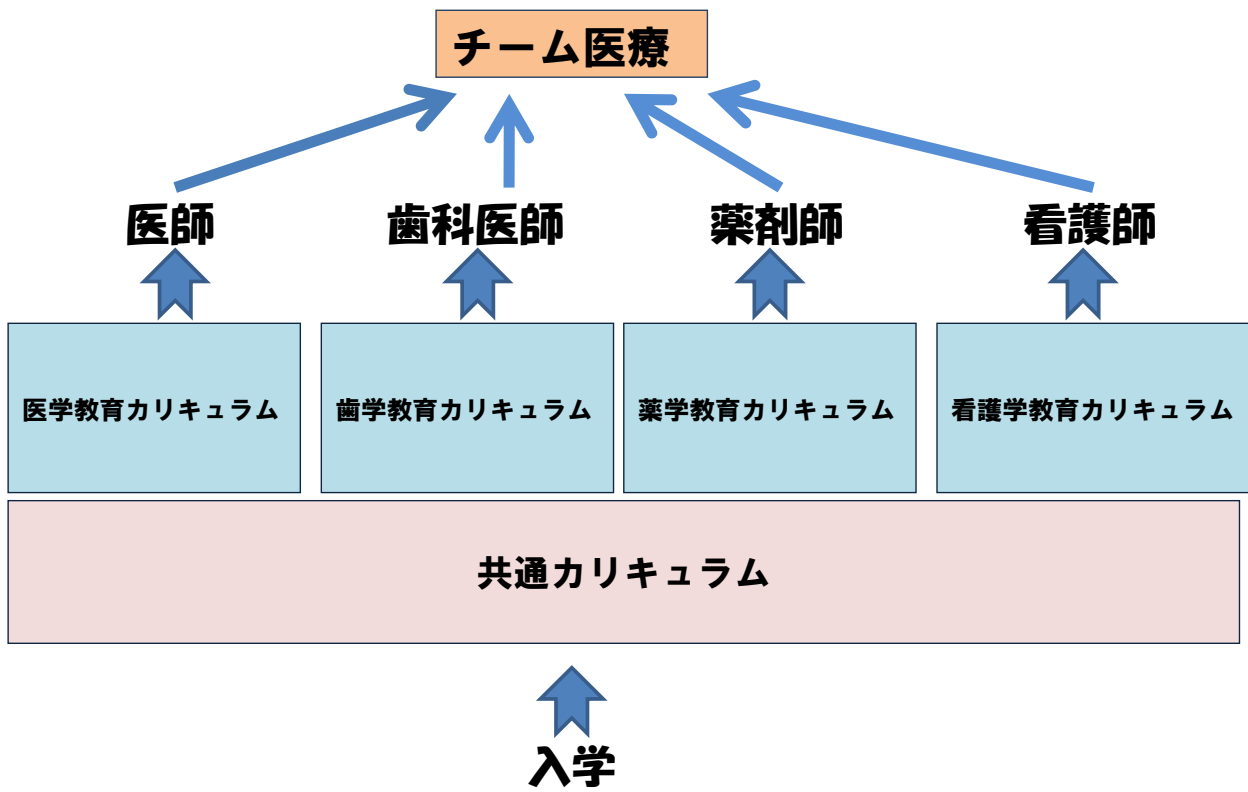 チーム医療
医師
歯科医師
薬剤師
看護師
医学教育カリキュラム
歯学教育カリキュラム
薬学教育カリキュラム
看護学教育カリキュラム
共通カリキュラム
入学